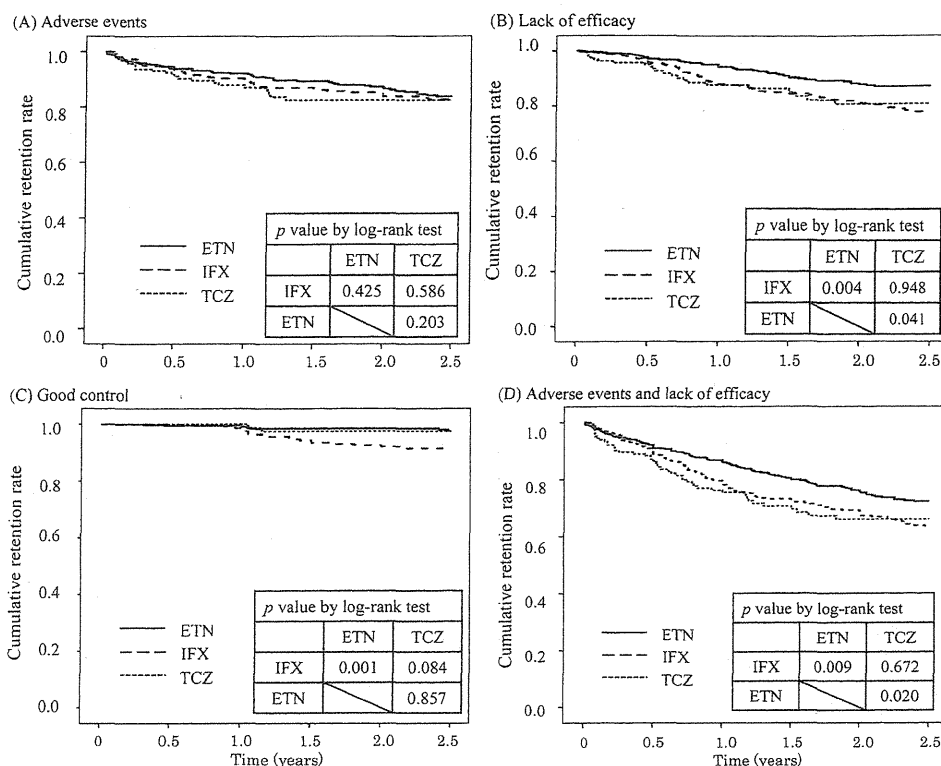 (A) Adverse events
Cumulative retention rate
1.0
0.8
0.6
0.4
0.2
0.0
ETN
IFX
TCZ
p value by log-rank test
ETN TCZ
IFX 0.425 0.586
ETN 0.203
0 0.5 1.0 1.5 2.0 2.5
(B) Lack of efficacy
Cumulative retention rate
1.0
0.8
0.6
0.4
0.2
0.0
ETN
IFX
TCZ
p value by log-rank test
ETN TCZ
IFX 0.004 0.948
ETN 0.041
0 0.5 1.0 1.5 2.0 2.5
(C) Good control
Cumulative retention rate
1.0
0.8
0.6
0.4
0.2
0.0
ETN
IFX
TCZ
p value by log-rank test
ETN TCZ
IFX 0.001 0.084
ETN 0.857
0 0.5 1.0 1.5 2.0 2.5
Time (years)
(D) Adverse events and lack of efficacy
Cumulative retention rate
1.0
0.8
0.6
0.4
0.2
0.0
ETN
IFX
TCZ
p value by log-rank test
ETN TCZ
IFX 0.009 0.672
ETN 0.020
0 0.5 1.0 1.5 2.0 2.5
Time (years)